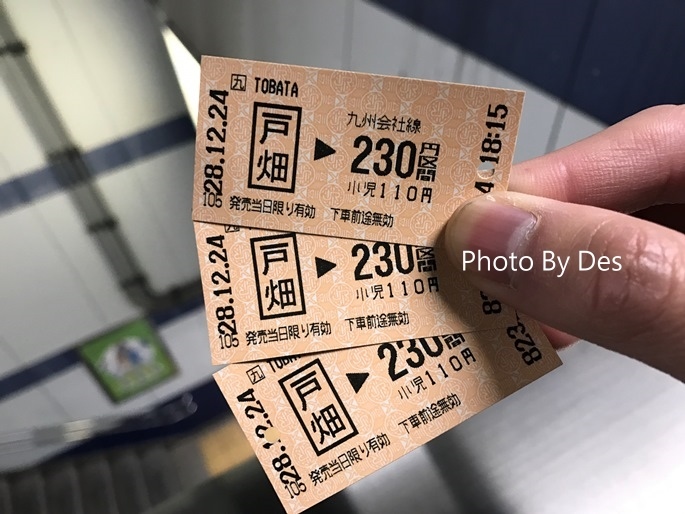 九 TOBATA
28.12.24
戸畑
九州会社線
▶ 230円区間
小児110円
18:15
105 発売当日限り有効 下車前途無効
28.12.24
戸畑
▶ 230
小児110円
105 発売当日限り有効 下車前途無効
九 TOBATA
28.12.24
戸畑
▶ 230
小児110円
105 発売当日限り有効 下車前途無効
823
Photo By Des